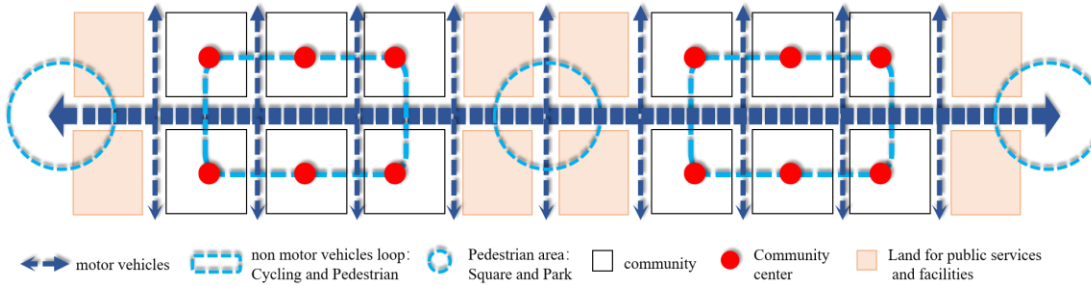 motor vehicles
non motor vehicles loop:
Cycling and Pedestrian
Pedestrian area:
Square and Park
community
Community
center
Land for public services
and facilities